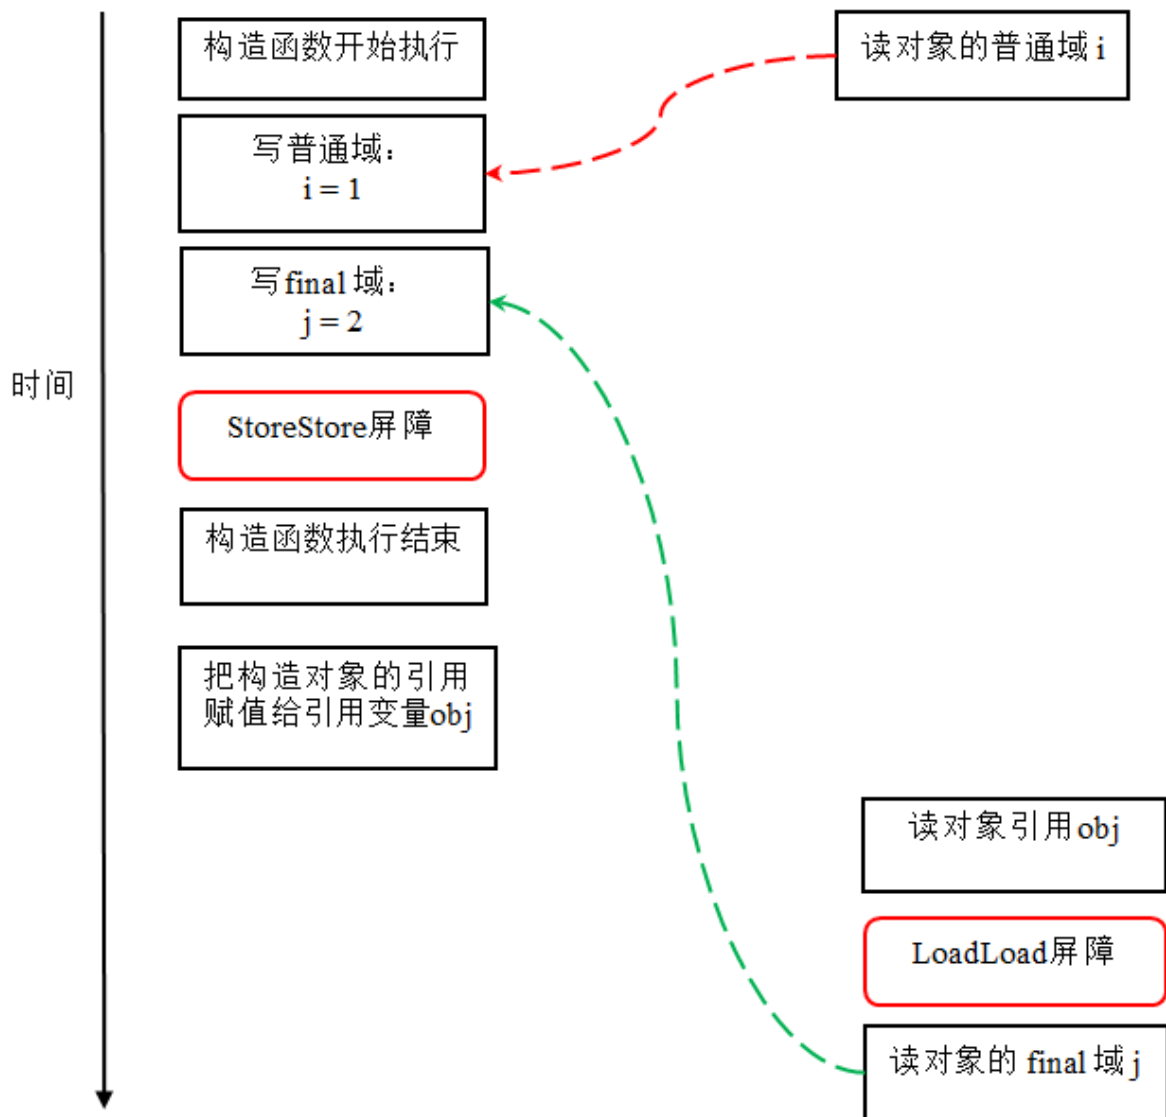 构造函数开始执行
读对象的普通域 i
写普通域：
i = 1
写final 域：
j = 2
时间
StoreStore屏障
构造函数执行结束
把构造对象的引用
赋值给引用变量obj
读对象引用obj
LoadLoad屏障
读对象的 final 域 j